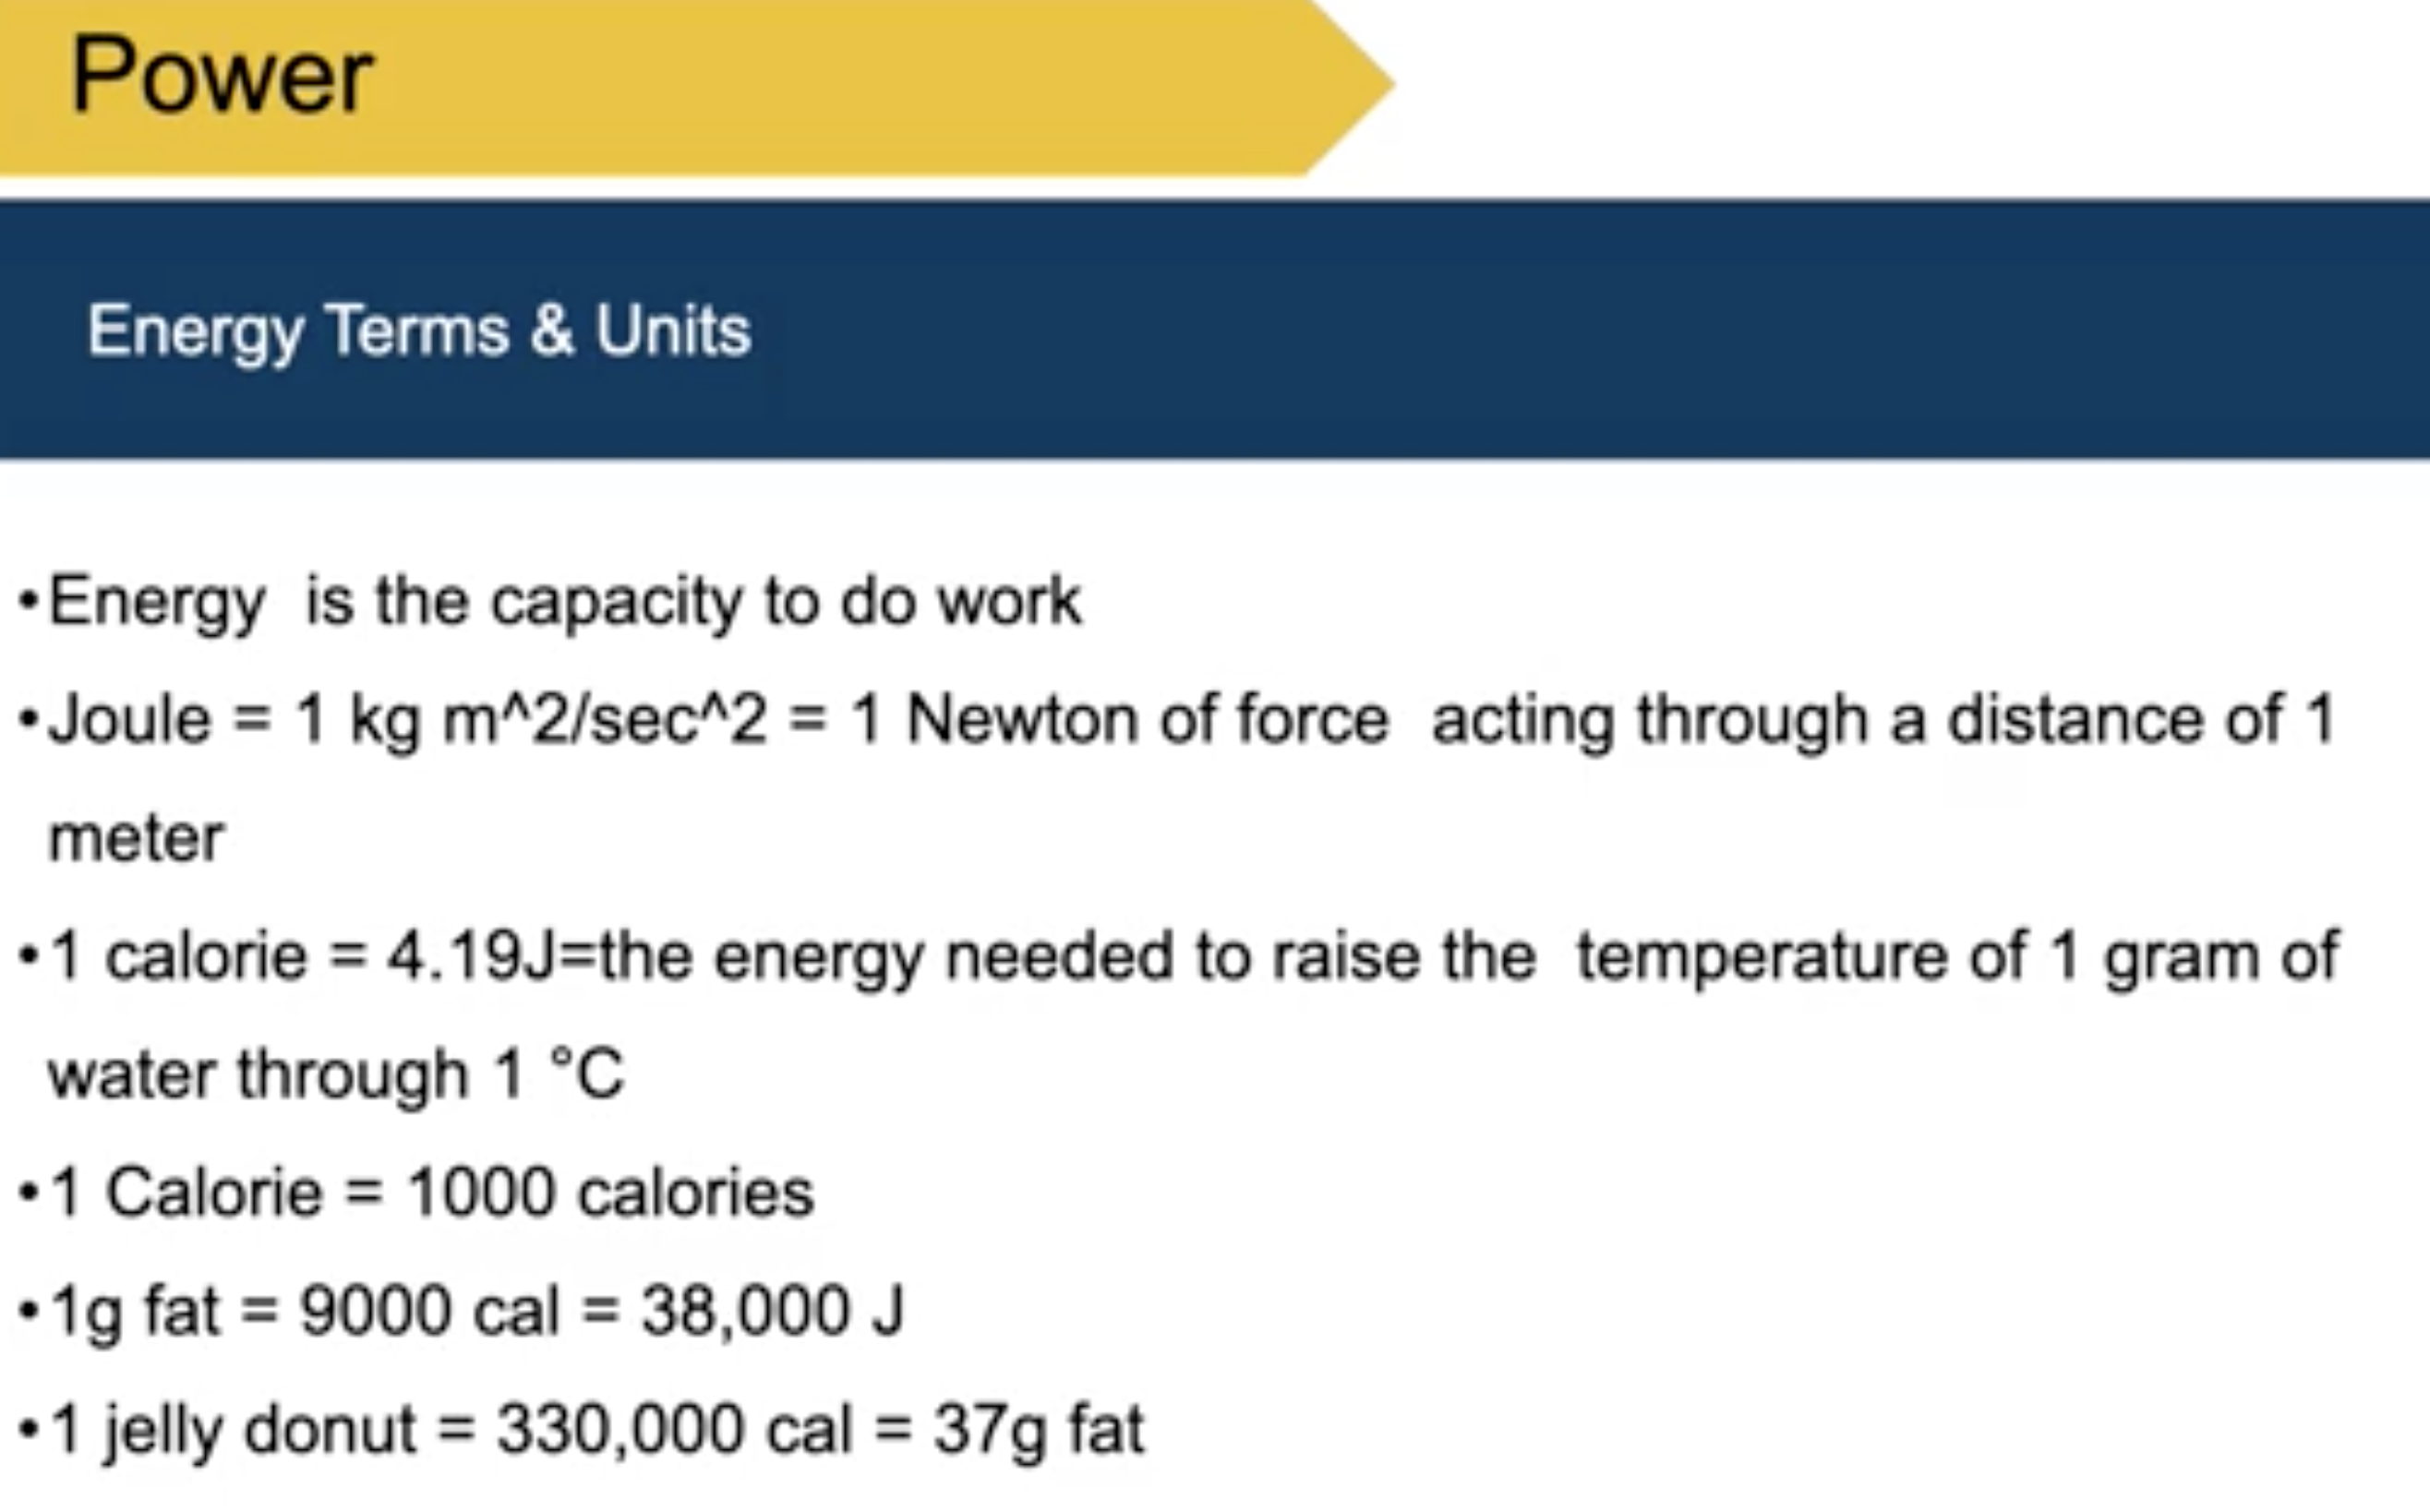 Power
Energy Terms & Units
•Energy  is the capacity to do work
•Joule = 1 kg m^2/sec^2 = 1 Newton of force  acting through a distance of 1
meter
•1 calorie = 4.19J=the energy needed to raise the  temperature of 1 gram of
water through 1 °C
•1 Calorie = 1000 calories
•1g fat = 9000 cal = 38,000 J
•1 jelly donut = 330,000 cal = 37g fat